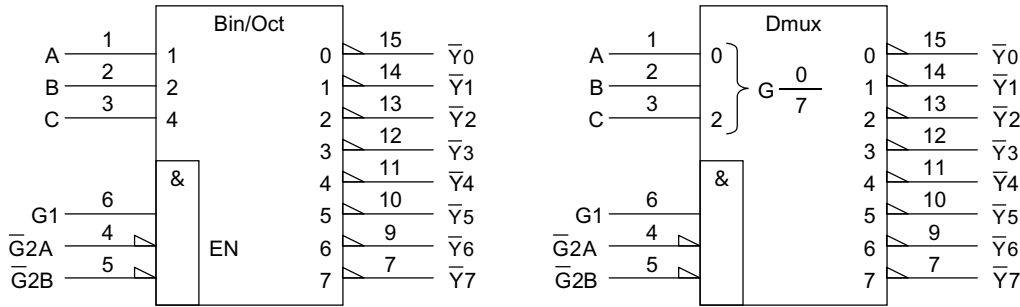 Bin/Oct
A 1 1 0 15 Y̅0
B 2 2 1 14 Y̅1
C 3 4 2 13 Y̅2
3 12 Y̅3
& 4 11 Y̅4
G1 6 5 10 Y̅5
G̅2A 4 EN 6 9 Y̅6
G̅2B 5 7 7 Y̅7
Dmux
A 1 0 0 15 Y̅0
B 2 G 0/7 1 14 Y̅1
C 3 2 2 13 Y̅2
3 12 Y̅3
& 4 11 Y̅4
G1 6 5 10 Y̅5
G̅2A 4 6 9 Y̅6
G̅2B 5 7 7 Y̅7